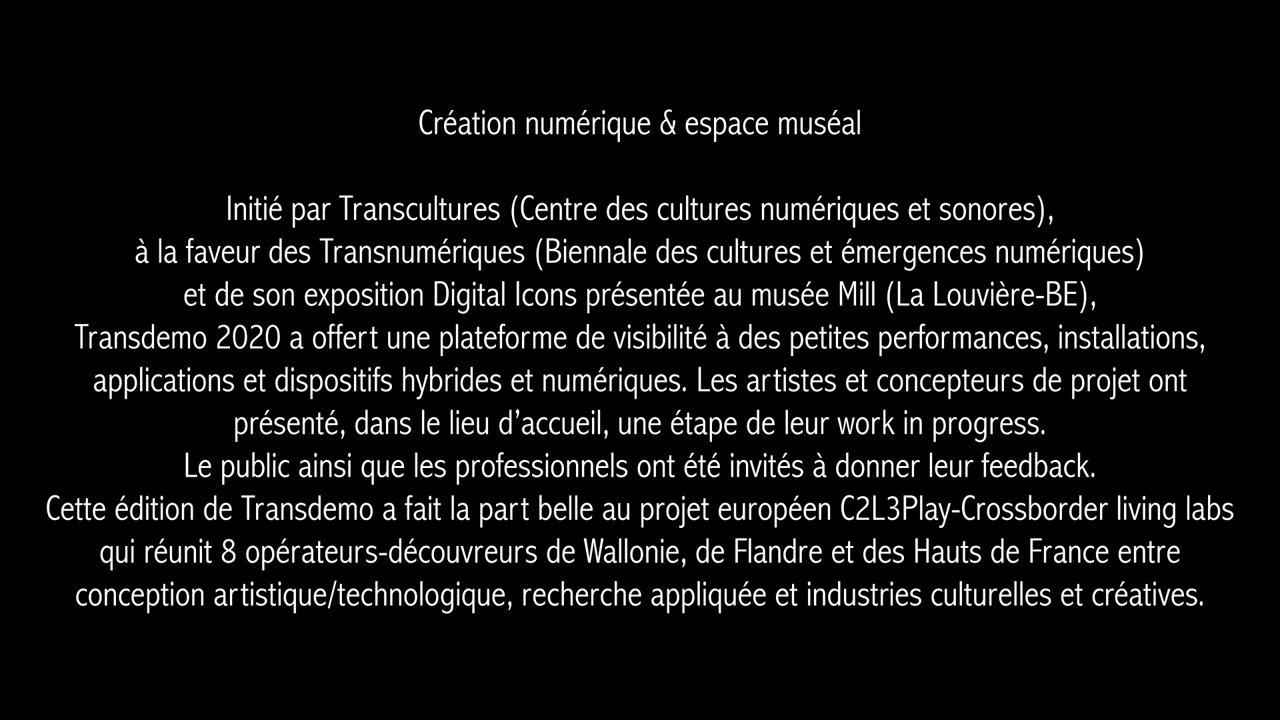 Création numérique & espace muséal
Initié par Transcultures (Centre des cultures numériques et sonores),
à la faveur des Transnumériques (Biennale des cultures et émergences numériques)
et de son exposition Digital Icons présentée au musée Mill (La Louvière-BE),
Transdemo 2020 a offert une plateforme de visibilité à des petites performances, installations,
applications et dispositifs hybrides et numériques. Les artistes et concepteurs de projet ont
présenté, dans le lieu d’accueil, une étape de leur work in progress.
Le public ainsi que les professionnels ont été invités à donner leur feedback.
Cette édition de Transdemo a fait la part belle au projet européen C2L3Play-Crossborder living labs
qui réunit 8 opérateurs-découvreurs de Wallonie, de Flandre et des Hauts de France entre
conception artistique/technologique, recherche appliquée et industries culturelles et créatives.